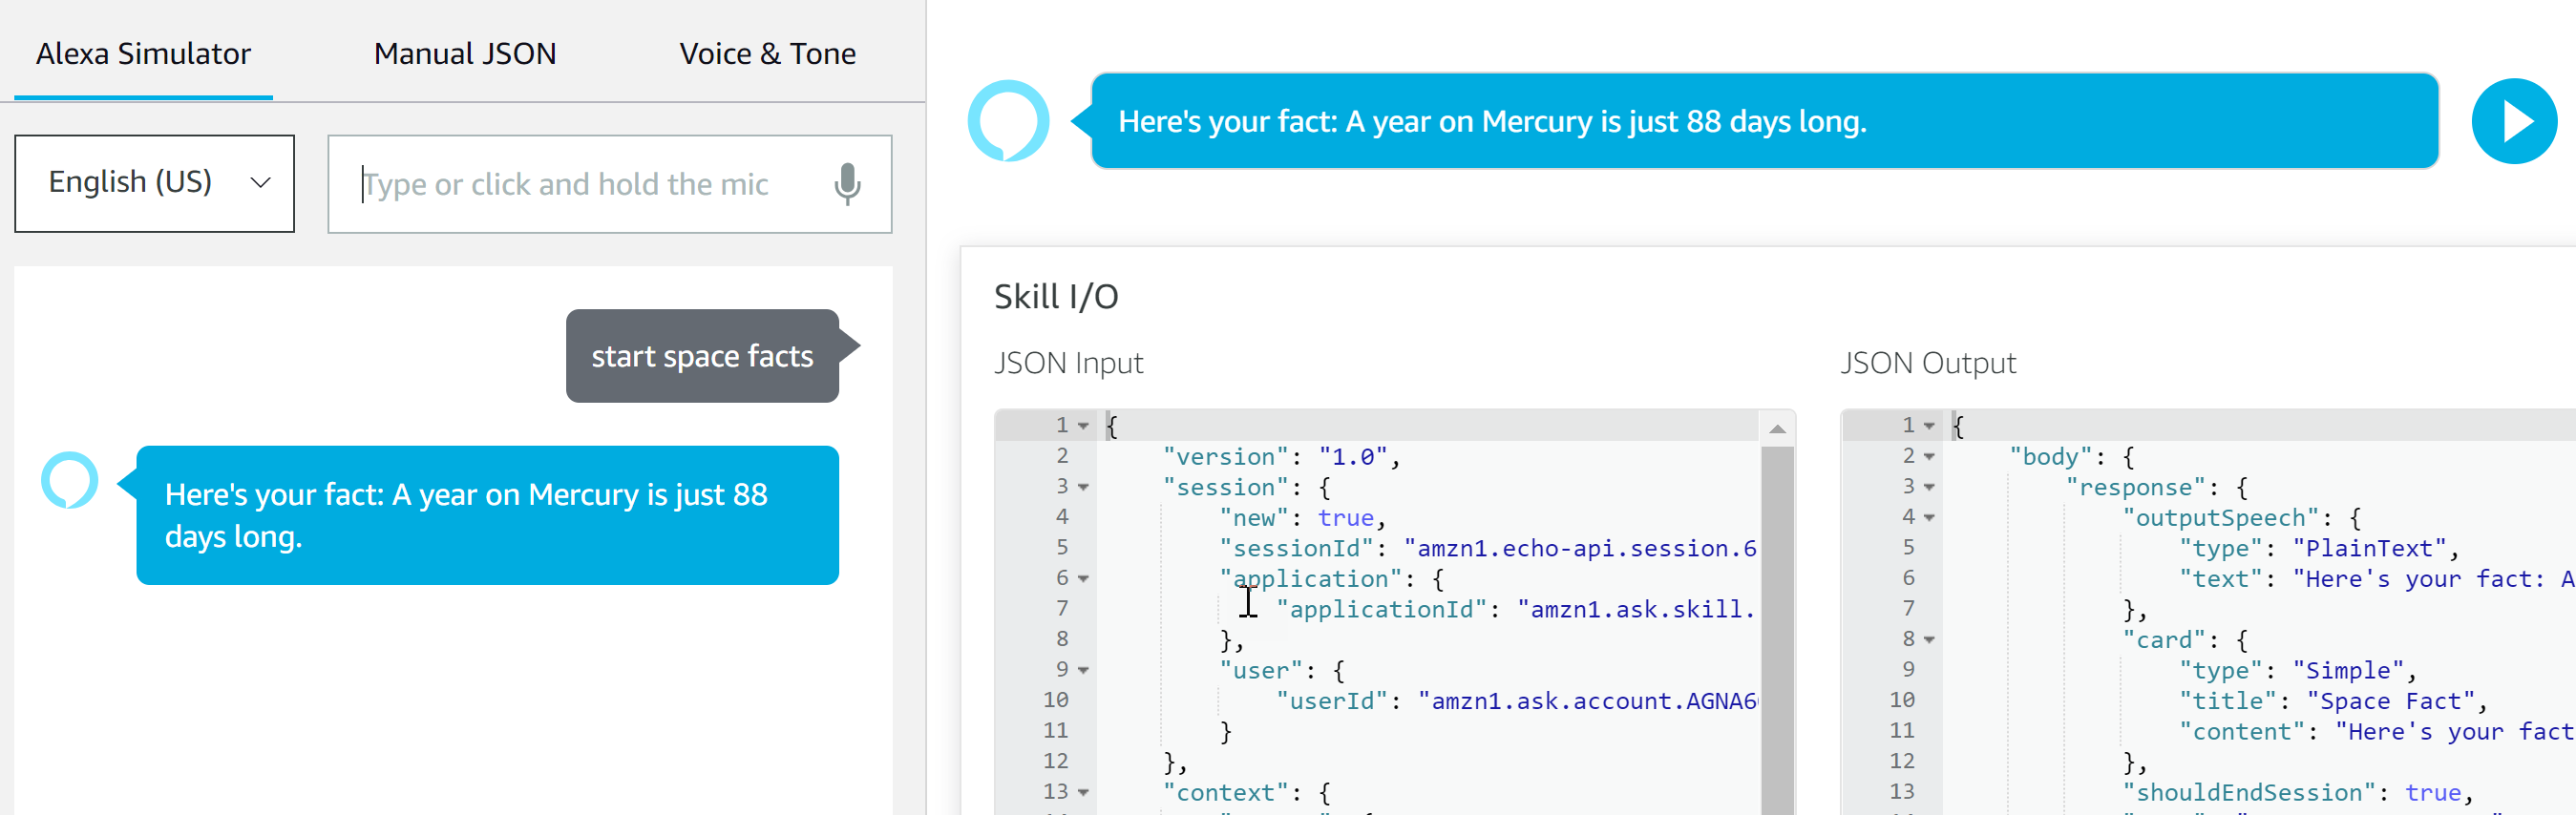 Alexa Simulator
Manual JSON
Voice & Tone
English (US)
Type or click and hold the mic
start space facts
Here's your fact: A year on Mercury is just 88
days long.
Here's your fact: A year on Mercury is just 88 days long.
Skill I/O
JSON Input
1 {
2 "version": "1.0",
3 "session": {
4 "new": true,
5 "sessionId": "amzn1.echo-api.session.6
6 "application": {
7 "applicationId": "amzn1.ask.skill.
8 },
9 "user": {
10 "userId": "amzn1.ask.account.AGNA6
11 }
12 },
13 "context": {
JSON Output
1 {
2 "body": {
3 "response": {
4 "outputSpeech": {
5 "type": "PlainText",
6 "text": "Here's your fact: A
7 },
8 "card": {
9 "type": "Simple",
10 "title": "Space Fact",
11 "content": "Here's your fact
12 },
13 "shouldEndSession": true,